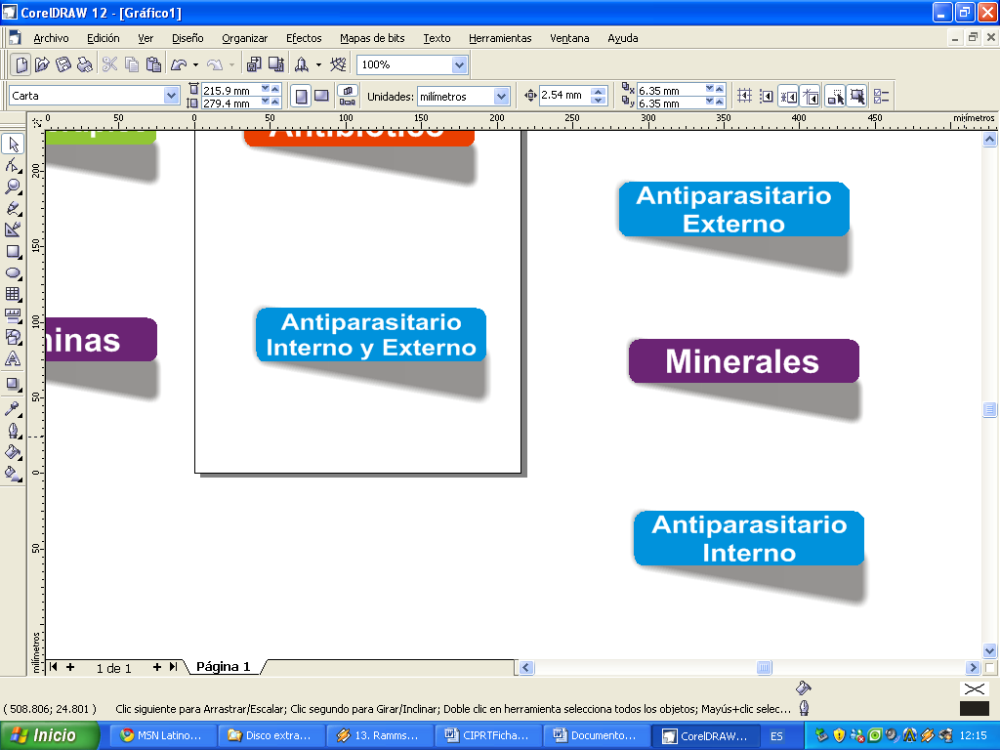 CorelDRAW 12 - [Gráfico1]
Archivo Edición Ver Diseño Organizar Efectos Mapas de bits Texto Herramientas Ventana Ayuda
100%
Carta 215.9 mm 279.4 mm Unidades: milímetros 2.54 mm 6.35 mm 6.35 mm
50 0 50 100 150 200 250 300 350 400 450 milímetros
200
150
100
50
0
50
milímetros
Antiparasitario
Externo
Antiparasitario
Interno y Externo
Minerales
Antiparasitario
Interno
1 de 1 Página 1
( 508.806; 24.801 ) Clic siguiente para Arrastrar/Escalar; Clic segundo para Girar/Inclinar; Doble clic en herramienta selecciona todos los objetos; Mayús+clic selec...
Inicio MSN Latino... Disco extra... 13. Ramms... CIPRTFicha... Documento... CorelDRAW... ES 12:15